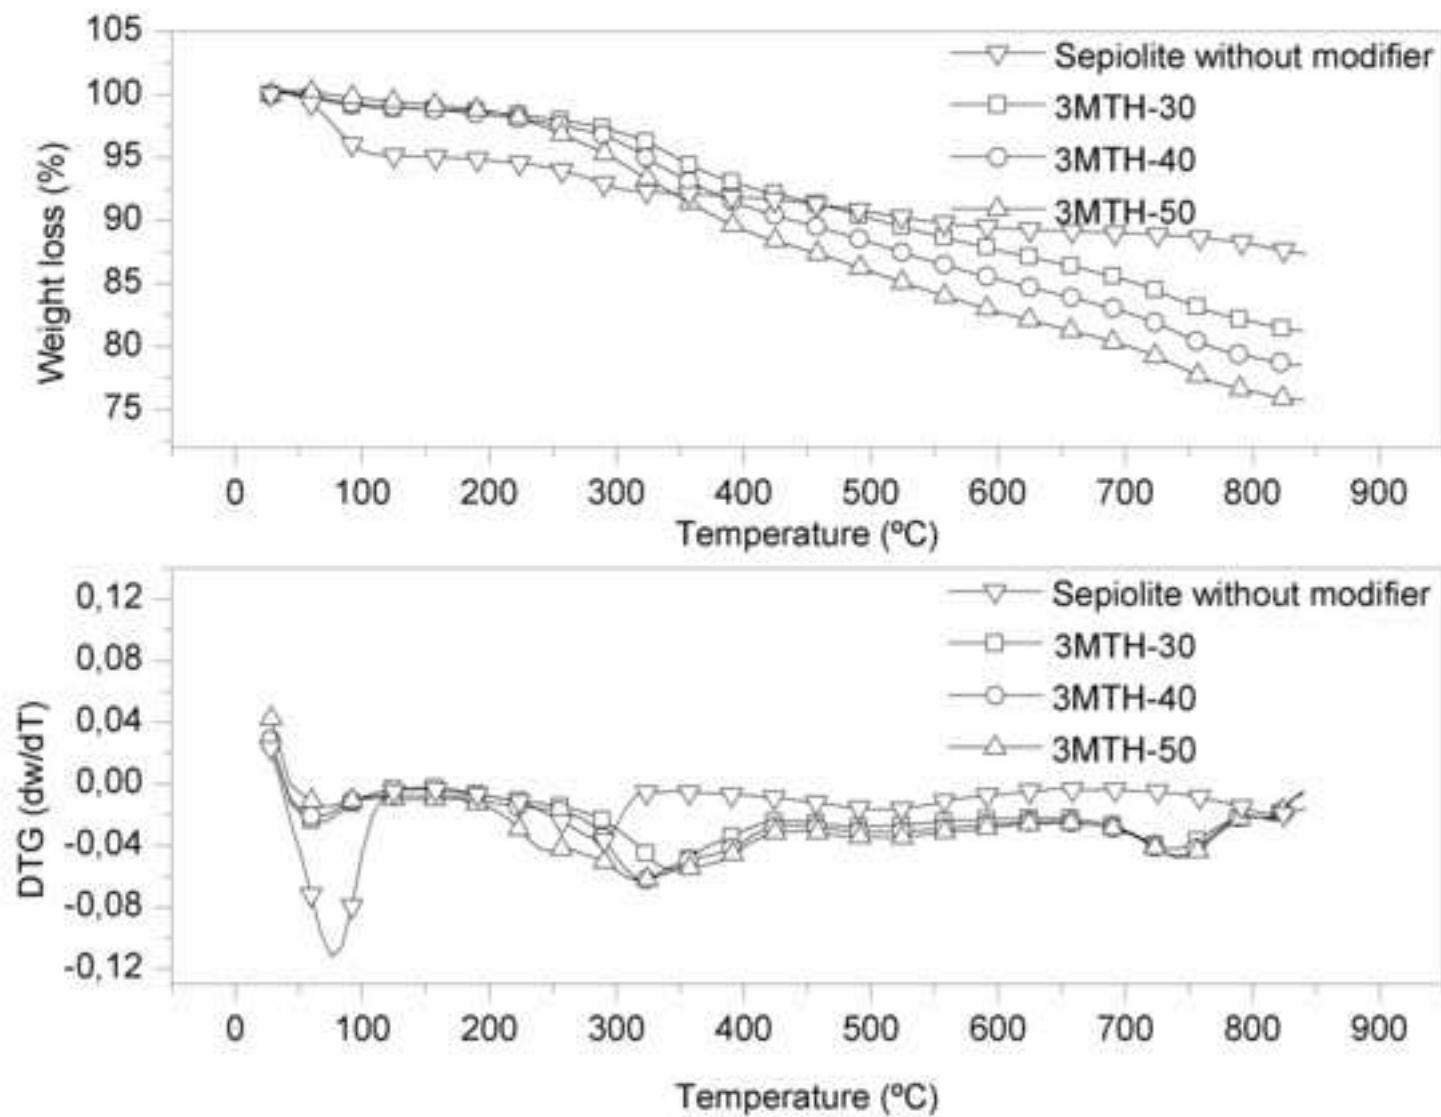 105
100
95
90
85
80
75
Weight loss (%)
Sepiolite without modifier
3MTH-30
3MTH-40
3MTH-50
0 100 200 300 400 500 600 700 800 900
Temperature (ºC)
0,12
0,08
0,04
0,00
-0,04
-0,08
-0,12
DTG (dw/dT)
Sepiolite without modifier
3MTH-30
3MTH-40
3MTH-50
0 100 200 300 400 500 600 700 800 900
Temperature (ºC)